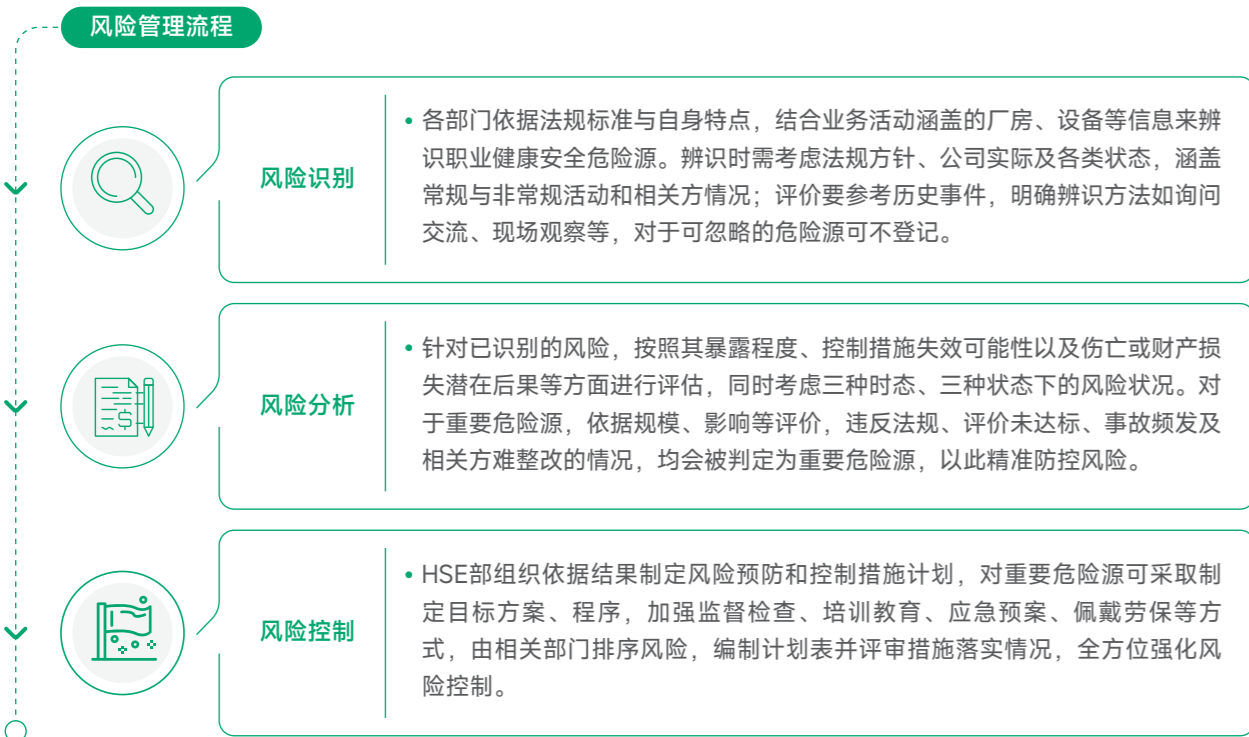 风险管理流程
风险识别
• 各部门依据法规标准与自身特点，结合业务活动涵盖的厂房、设备等信息来辨
识职业健康安全危险源。辨识时需考虑法规方针、公司实际及各类状态，涵盖
常规与非常规活动和相关方情况；评价要参考历史事件，明确辨识方法如询问
交流、现场观察等，对于可忽略的危险源可不登记。
风险分析
• 针对已识别的风险，按照其暴露程度、控制措施失效可能性以及伤亡或财产损
失潜在后果等方面进行评估，同时考虑三种时态、三种状态下的风险状况。对
于重要危险源，依据规模、影响等评价，违反法规、评价未达标、事故频发及
相关方难整改的情况，均会被判定为重要危险源，以此精准防控风险。
风险控制
• HSE部组织依据结果制定风险预防和控制措施计划，对重要危险源可采取制
定目标方案、程序，加强监督检查、培训教育、应急预案、佩戴劳保等方
式，由相关部门排序风险，编制计划表并评审措施落实情况，全方位强化风
险控制。